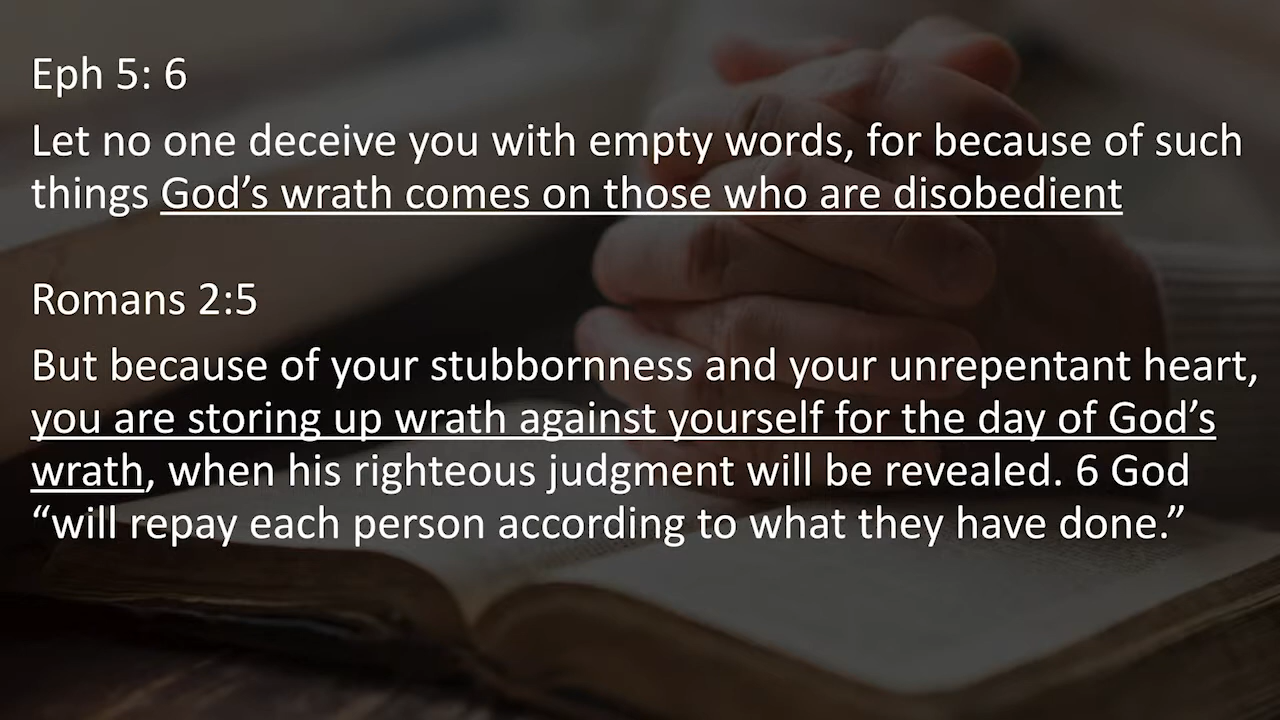 Eph 5: 6
Let no one deceive you with empty words, for because of such
things God’s wrath comes on those who are disobedient
Romans 2:5
But because of your stubbornness and your unrepentant heart,
you are storing up wrath against yourself for the day of God’s
wrath, when his righteous judgment will be revealed. 6 God
“will repay each person according to what they have done.”